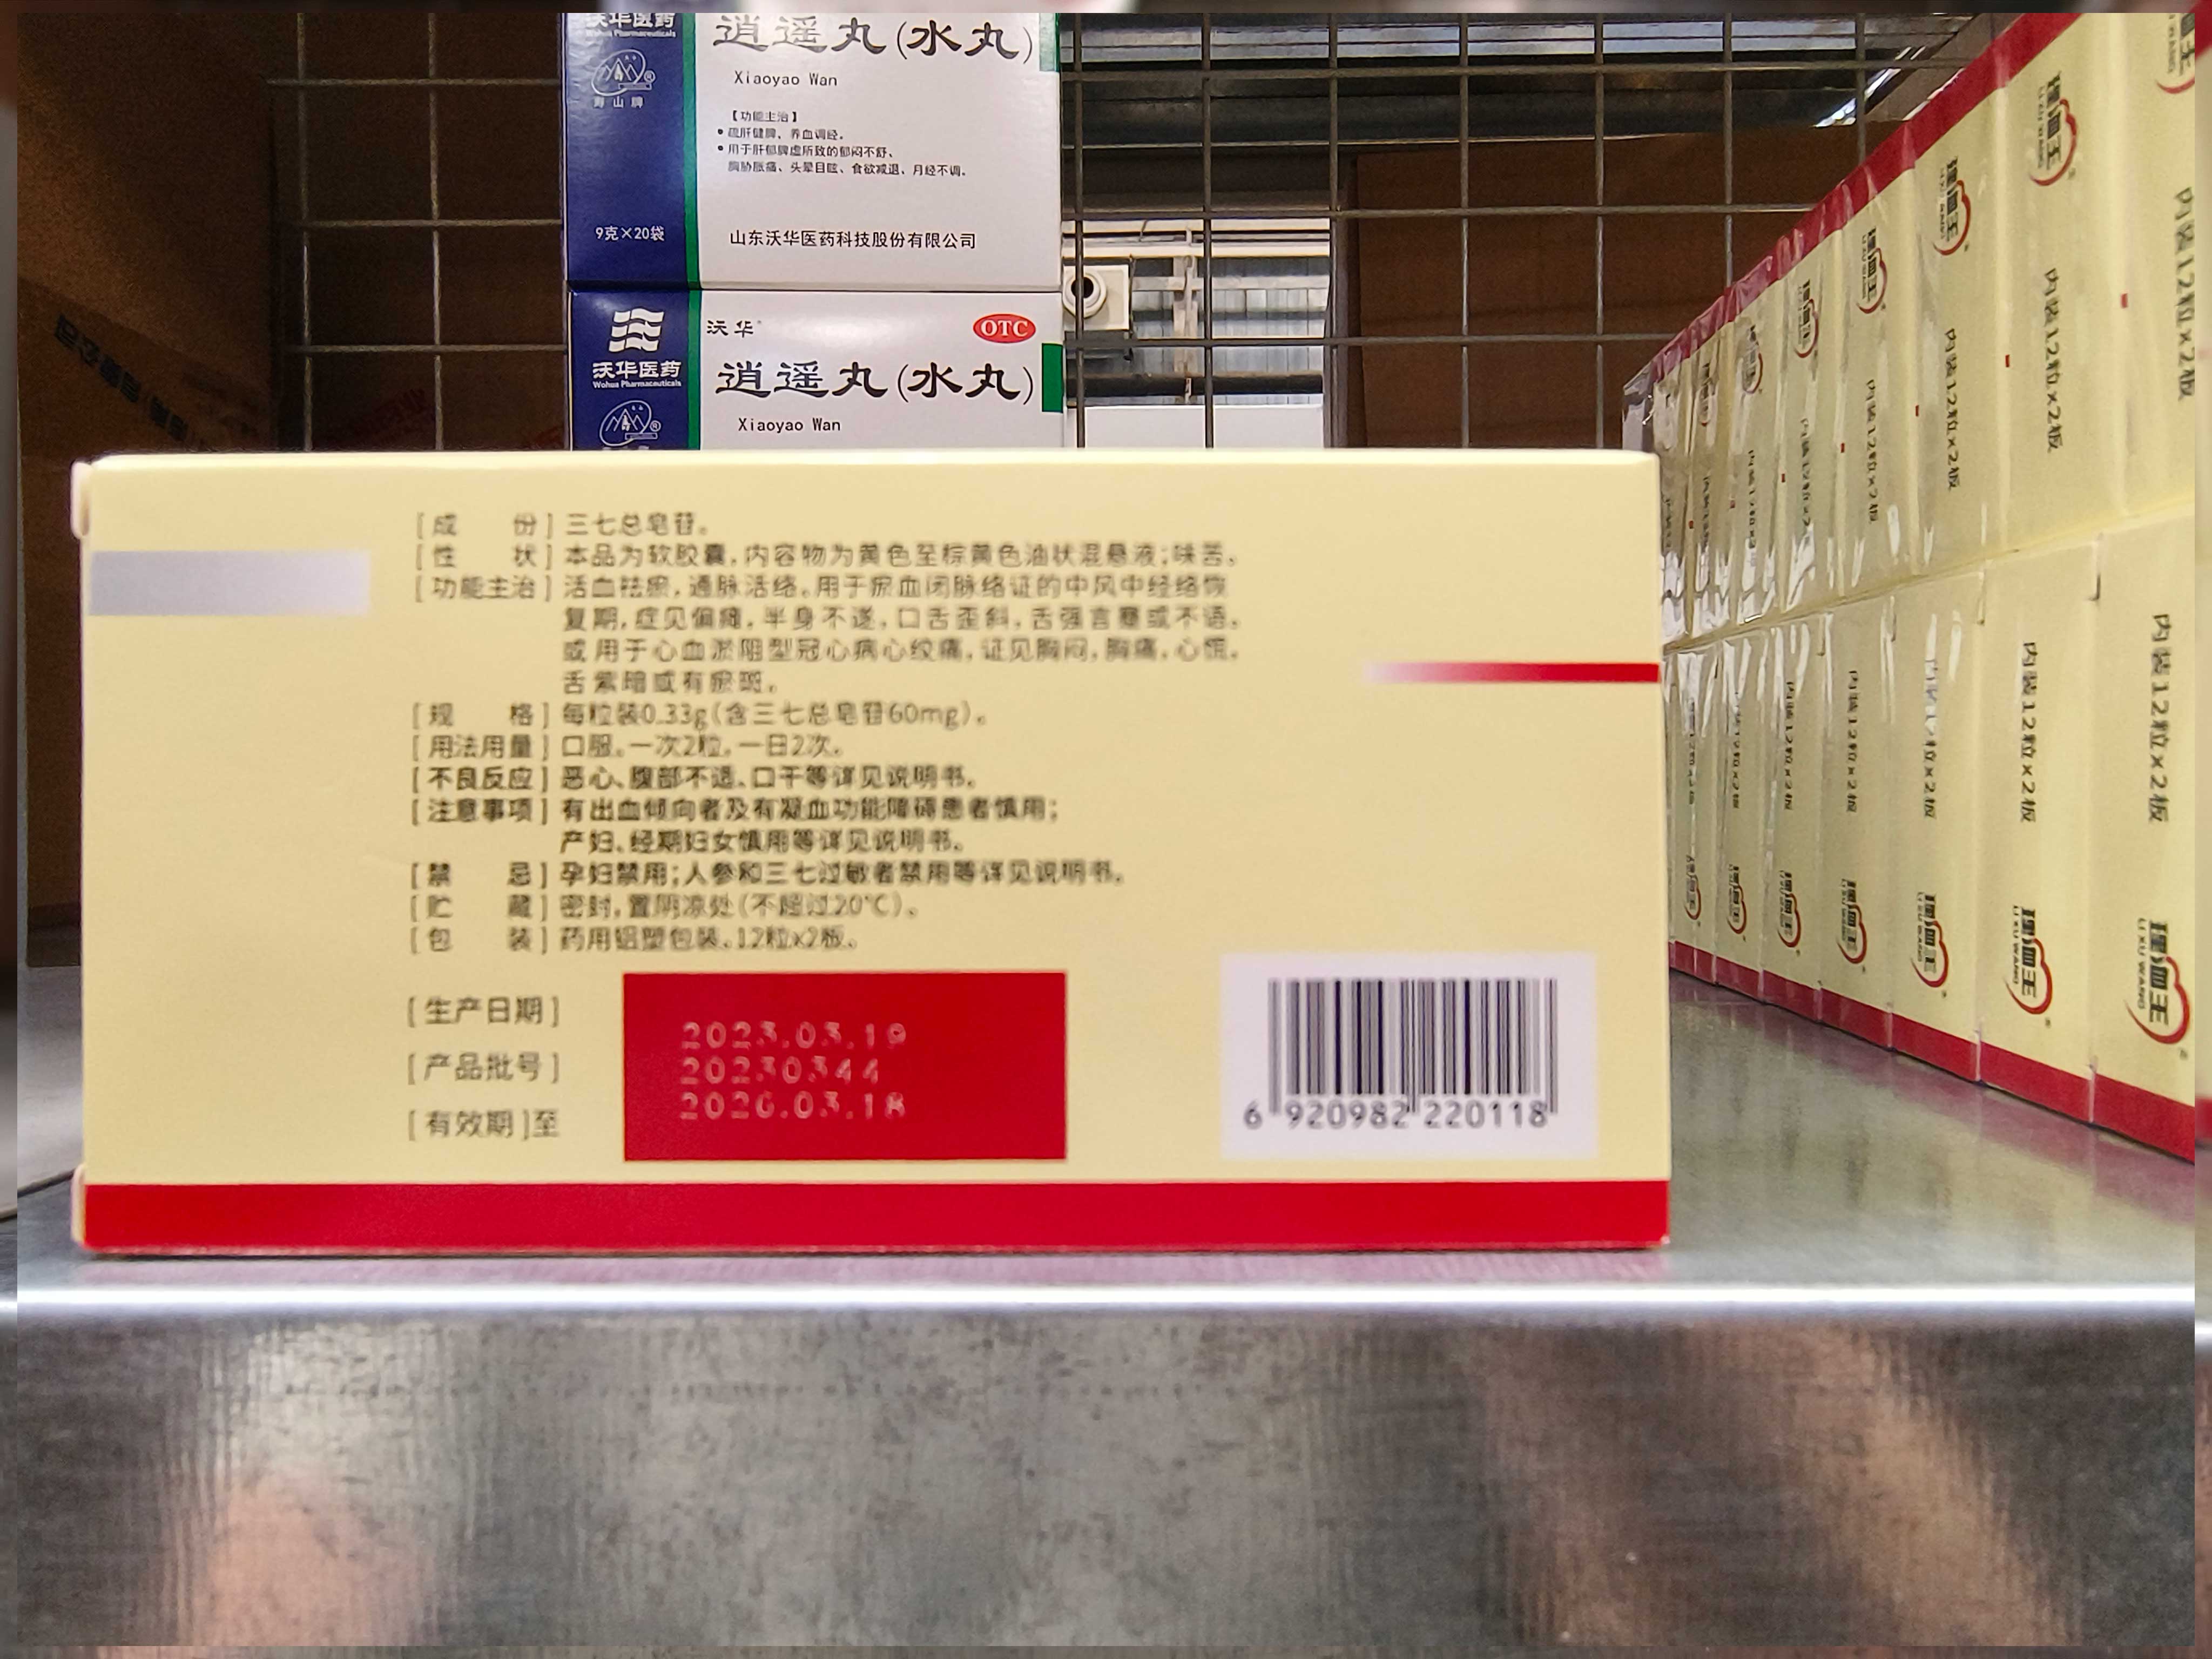 沃华医药
Wohua Pharmaceuticals
寿山牌
逍遥丸(水丸)
Xiaoyao Wan
【功能主治】
• 疏肝健脾、养血调经。
• 用于肝郁脾虚所致的郁闷不舒、
胸胁胀痛、头晕目眩、食欲减退、月经不调。
9克×20袋
山东沃华医药科技股份有限公司
沃华医药
Wohua Pharmaceuticals
沃华
OTC
逍遥丸(水丸)
Xiaoyao Wan
[成 份] 三七总皂苷。
[性 状] 本品为软胶囊,内容物为黄色至棕黄色油状混悬液;味苦。
[功能主治] 活血祛瘀,通脉活络。用于瘀血闭脉络证的中风中经络恢
复期,症见偏瘫,半身不遂,口舌歪斜,舌强言蹇或不语。
或用于心血淤阻型冠心病心绞痛,证见胸闷,胸痛,心慌,
舌紫暗或有瘀斑。
[规 格] 每粒装0.33g(含三七总皂苷60mg)。
[用法用量] 口服。一次2粒,一日2次。
[不良反应] 恶心、腹部不适、口干等详见说明书。
[注意事项] 有出血倾向者及有凝血功能障碍患者慎用;
产妇、经期妇女慎用等详见说明书。
[禁 忌] 孕妇禁用;人参和三七过敏者禁用等详见说明书。
[贮 藏] 密封,置阴凉处(不超过20℃)。
[包 装] 药用铝塑包装、12粒x2板。
[生产日期] 2023.03.19
[产品批号] 20230344
[有效期]至 2026.03.18
6 920982 220118
理血王
LI XUE WANG
内装12粒×2板
内装12粒×2板
内装12粒×2板
内装12粒×2板
内装12粒×2板
内装12粒×2板
理血王
理血王
理血王